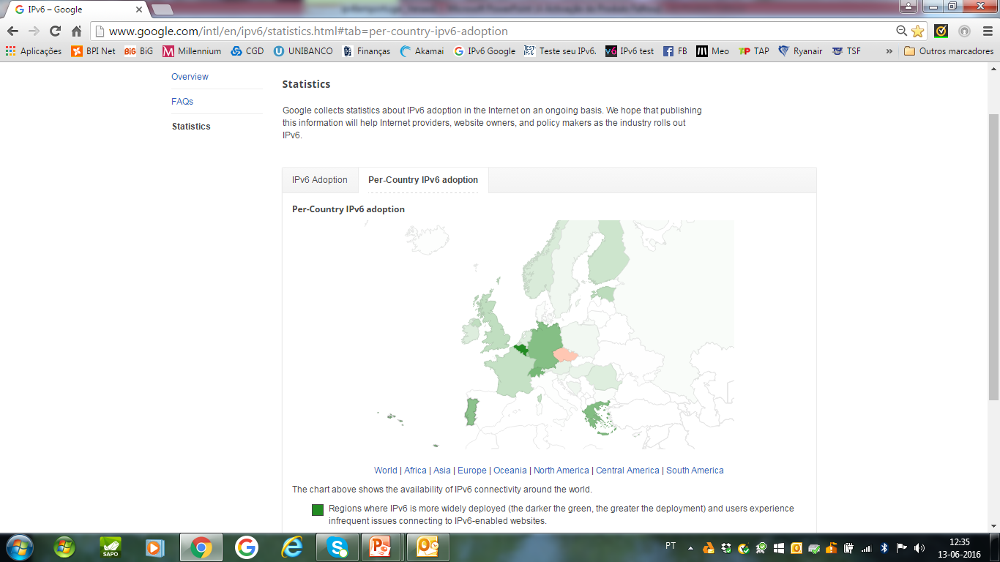 IPv6 – Google
www.google.com/intl/en/ipv6/statistics.html#tab=per-country-ipv6-adoption
Aplicações BPI Net BiG BiG Millennium CGD UNIBANCO Finanças Akamai IPv6 Google TEST-IP.6 Teste seu IPv6. v6 IPv6 test FB Meo TAP Ryanair TSF » Outros marcadores
Overview
FAQs
Statistics
Statistics
Google collects statistics about IPv6 adoption in the Internet on an ongoing basis. We hope that publishing
this information will help Internet providers, website owners, and policy makers as the industry rolls out
IPv6.
IPv6 Adoption Per-Country IPv6 adoption
Per-Country IPv6 adoption
World | Africa | Asia | Europe | Oceania | North America | Central America | South America
The chart above shows the availability of IPv6 connectivity around the world.
Regions where IPv6 is more widely deployed (the darker the green, the greater the deployment) and users experience
infrequent issues connecting to IPv6-enabled websites.
SAPO
PT
12:35
13-06-2016